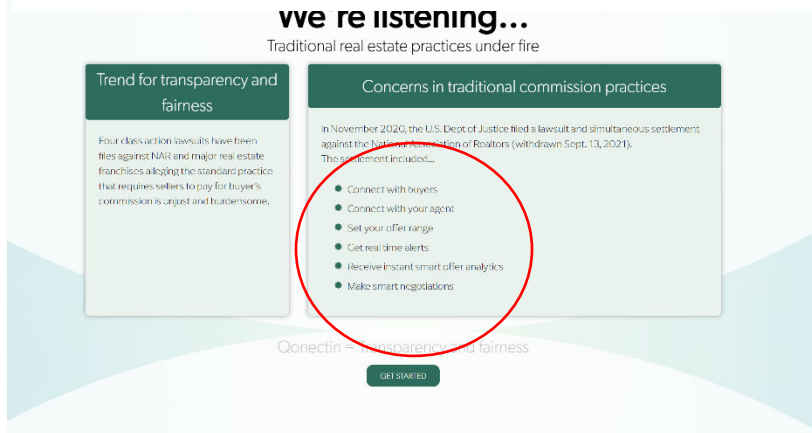 We're listening...
Traditional real estate practices under fire
Trend for transparency and
fairness
Four class action lawsuits have been
files against NAR and major real estate
franchises alleging the standard practice
that requires sellers to pay for buyer's
commission is unjust and burdensome.
Concerns in traditional commission practices
In November 2020, the U.S. Dept of Justice filed a lawsuit and simultaneous settlement
against the National Association of Realtors (withdrawn Sept. 13, 2021).
The settlement included...
Connect with buyers
Connect with your agent
Set your offer range
Get real time alerts
Receive instant smart offer analytics
Make smart negotiations
Qonectin – Transparency and fairness
GET STARTED